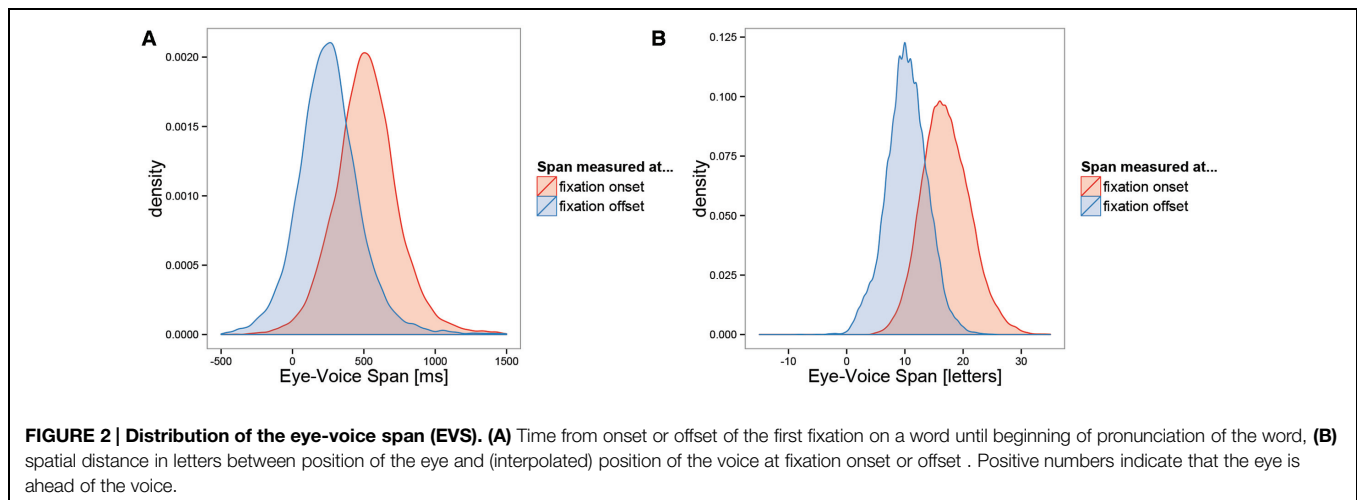 A
0.0020
0.0015
0.0010
0.0005
0.0000
density
-500 0 500 1000 1500
Eye-Voice Span [ms]
Span measured at...
fixation onset
fixation offset
B
0.125
0.100
0.075
0.050
0.025
0.000
density
-10 0 10 20 30
Eye-Voice Span [letters]
Span measured at...
fixation onset
fixation offset
FIGURE 2 | Distribution of the eye-voice span (EVS). (A) Time from onset or offset of the first fixation on a word until beginning of pronunciation of the word, (B)
spatial distance in letters between position of the eye and (interpolated) position of the voice at fixation onset or offset . Positive numbers indicate that the eye is
ahead of the voice.